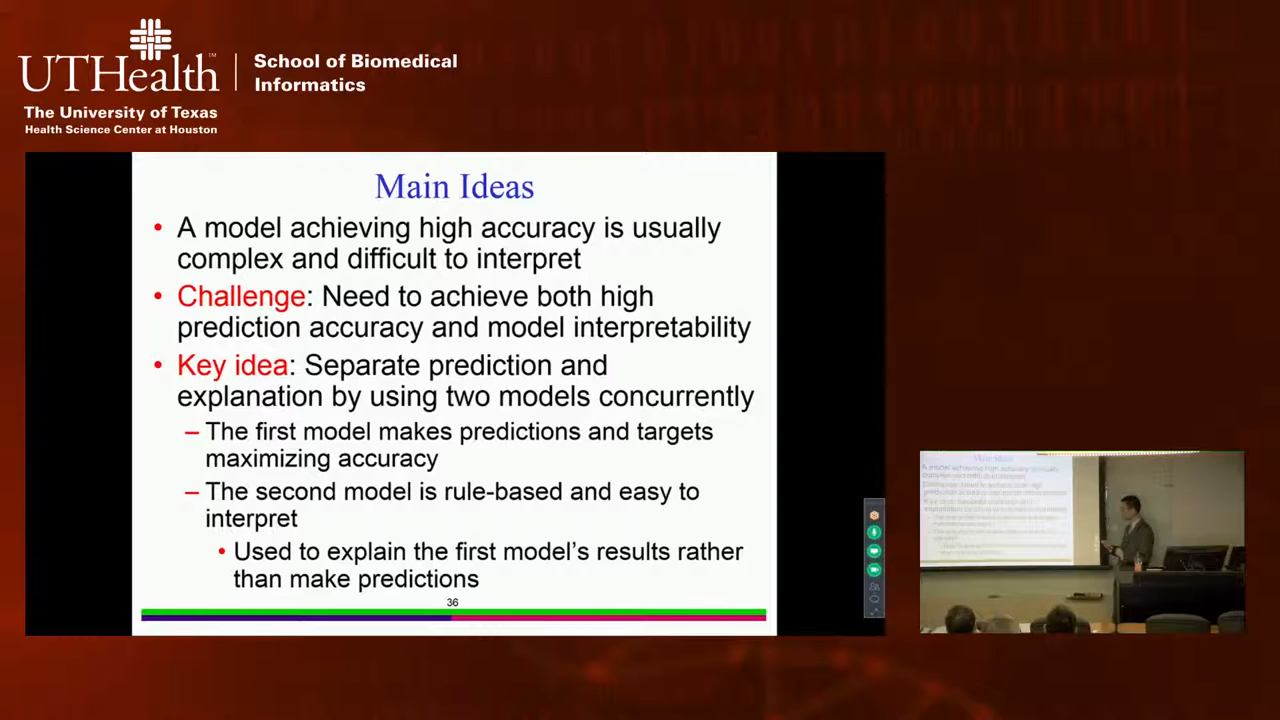 UTHealth™
The University of Texas
Health Science Center at Houston
School of Biomedical
Informatics
Main Ideas
• A model achieving high accuracy is usually
complex and difficult to interpret
• Challenge: Need to achieve both high
prediction accuracy and model interpretability
• Key idea: Separate prediction and
explanation by using two models concurrently
– The first model makes predictions and targets
maximizing accuracy
– The second model is rule-based and easy to
interpret
• Used to explain the first model’s results rather
than make predictions
36
Main Ideas